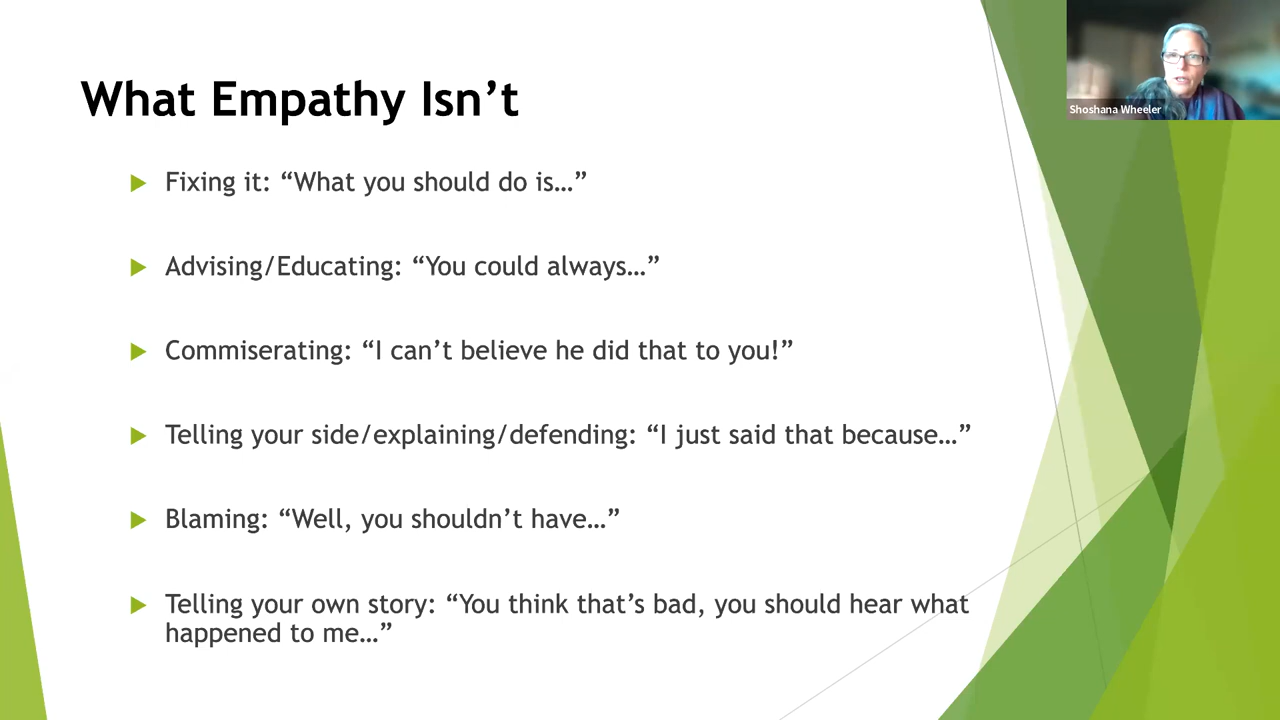 What Empathy Isn’t
Shoshana Wheeler
Fixing it: “What you should do is…”
Advising/Educating: “You could always…”
Commiserating: “I can’t believe he did that to you!”
Telling your side/explaining/defending: “I just said that because…”
Blaming: “Well, you shouldn’t have…”
Telling your own story: “You think that’s bad, you should hear what
happened to me…”